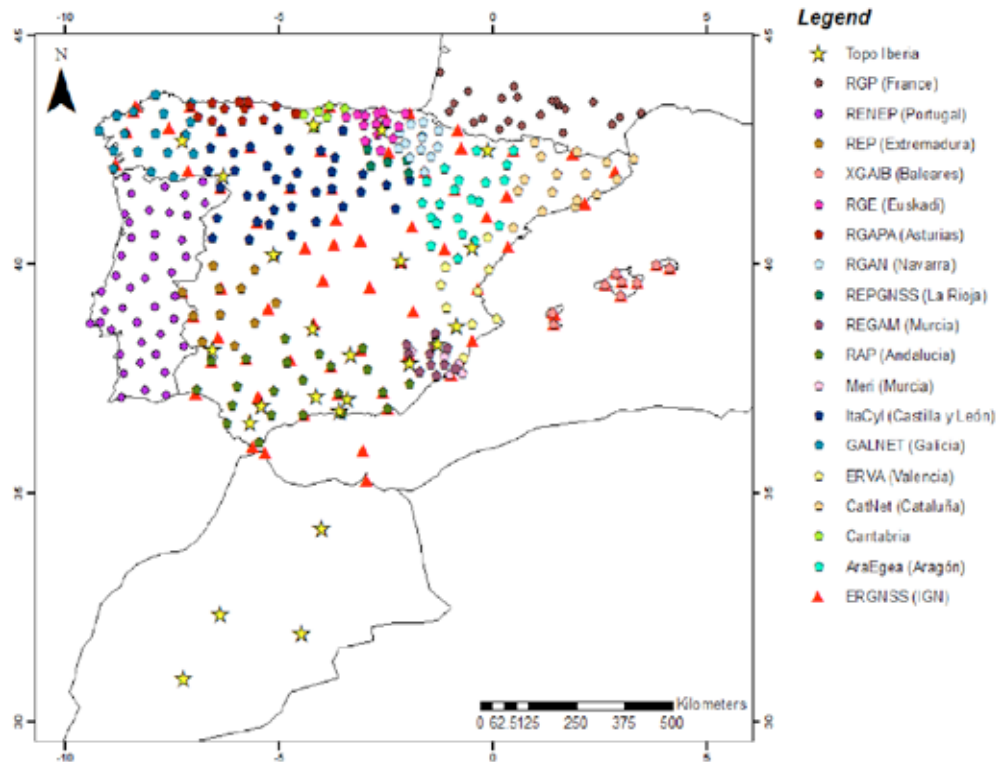 -10 -5 0 5
Legend
45 45
N
Topo Iberia
RGP (France)
RENEP (Portugal)
REP (Extremadura)
XGAIB (Baleares)
RGE (Euskadi)
RGAPA (Asturias)
40 40
RGAN (Navarra)
REPGNSS (La Rioja)
REGAM (Murcia)
RAP (Andalucia)
Meri (Murcia)
ItaCyl (Castilla y León)
GALNET (Galicia)
ERVA (Valencia)
35 35
CatNet (Cataluña)
Cantabria
AraEgea (Aragón)
ERGNSS (IGN)
Kilometers
0 62.5125 250 375 500
30 30
-10 -5 0 5